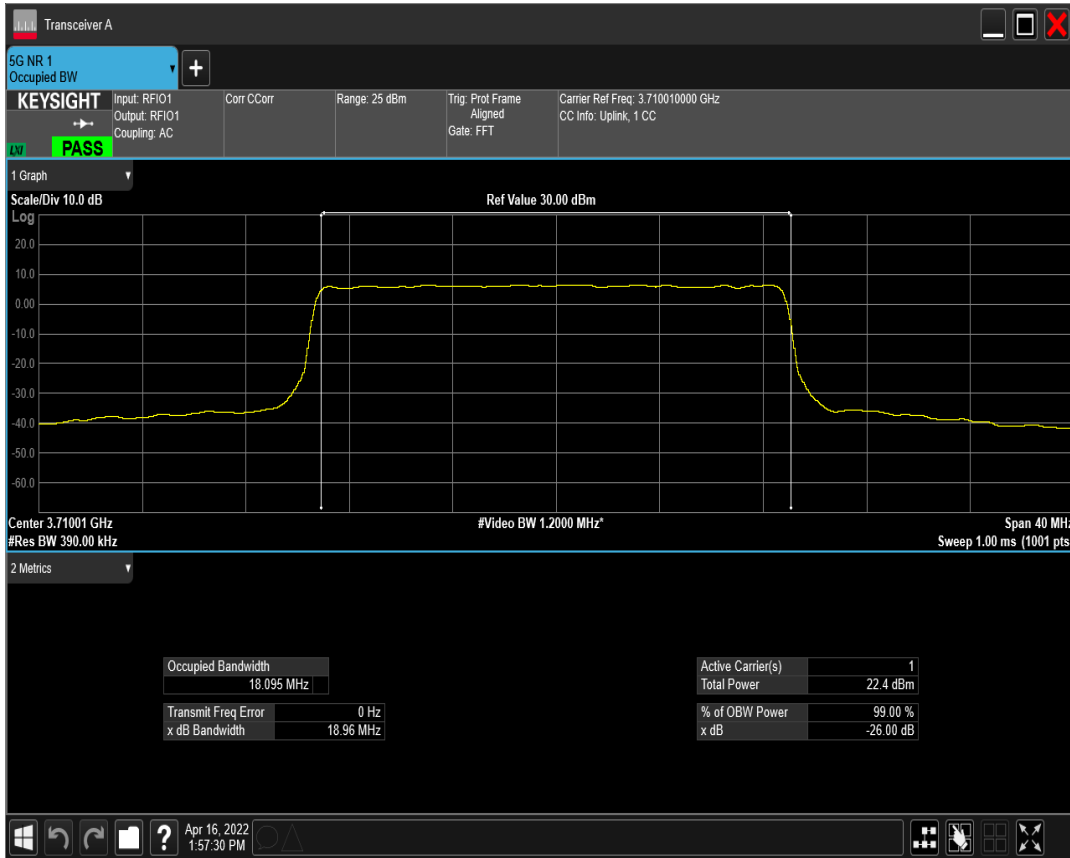 Transceiver A
5G NR 1
Occupied BW
+
KEYSIGHT
LXI
PASS
Input: RFIO1
Output: RFIO1
Coupling: AC
Corr CCorr
Range: 25 dBm
Trig: Prot Frame
Aligned
Gate: FFT
Carrier Ref Freq: 3.710010000 GHz
CC Info: Uplink, 1 CC
1 Graph
Scale/Div 10.0 dB
Ref Value 30.00 dBm
Log
20.0
10.0
0.00
-10.0
-20.0
-30.0
-40.0
-50.0
-60.0
Center 3.71001 GHz
#Video BW 1.2000 MHz*
Span 40 MHz
#Res BW 390.00 kHz
Sweep 1.00 ms (1001 pts
2 Metrics
Occupied Bandwidth
18.095 MHz
Transmit Freq Error 0 Hz
x dB Bandwidth 18.96 MHz
Active Carrier(s) 1
Total Power 22.4 dBm
% of OBW Power 99.00 %
x dB -26.00 dB
?
Apr 16, 2022
1:57:30 PM